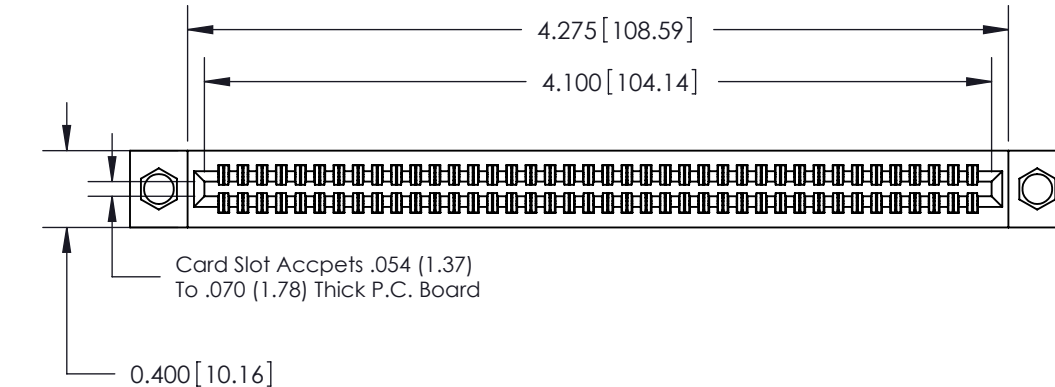 4.275[108.59]
4.100[104.14]
Card Slot Accpets .054 (1.37)
To .070 (1.78) Thick P.C. Board
0.400[10.16]